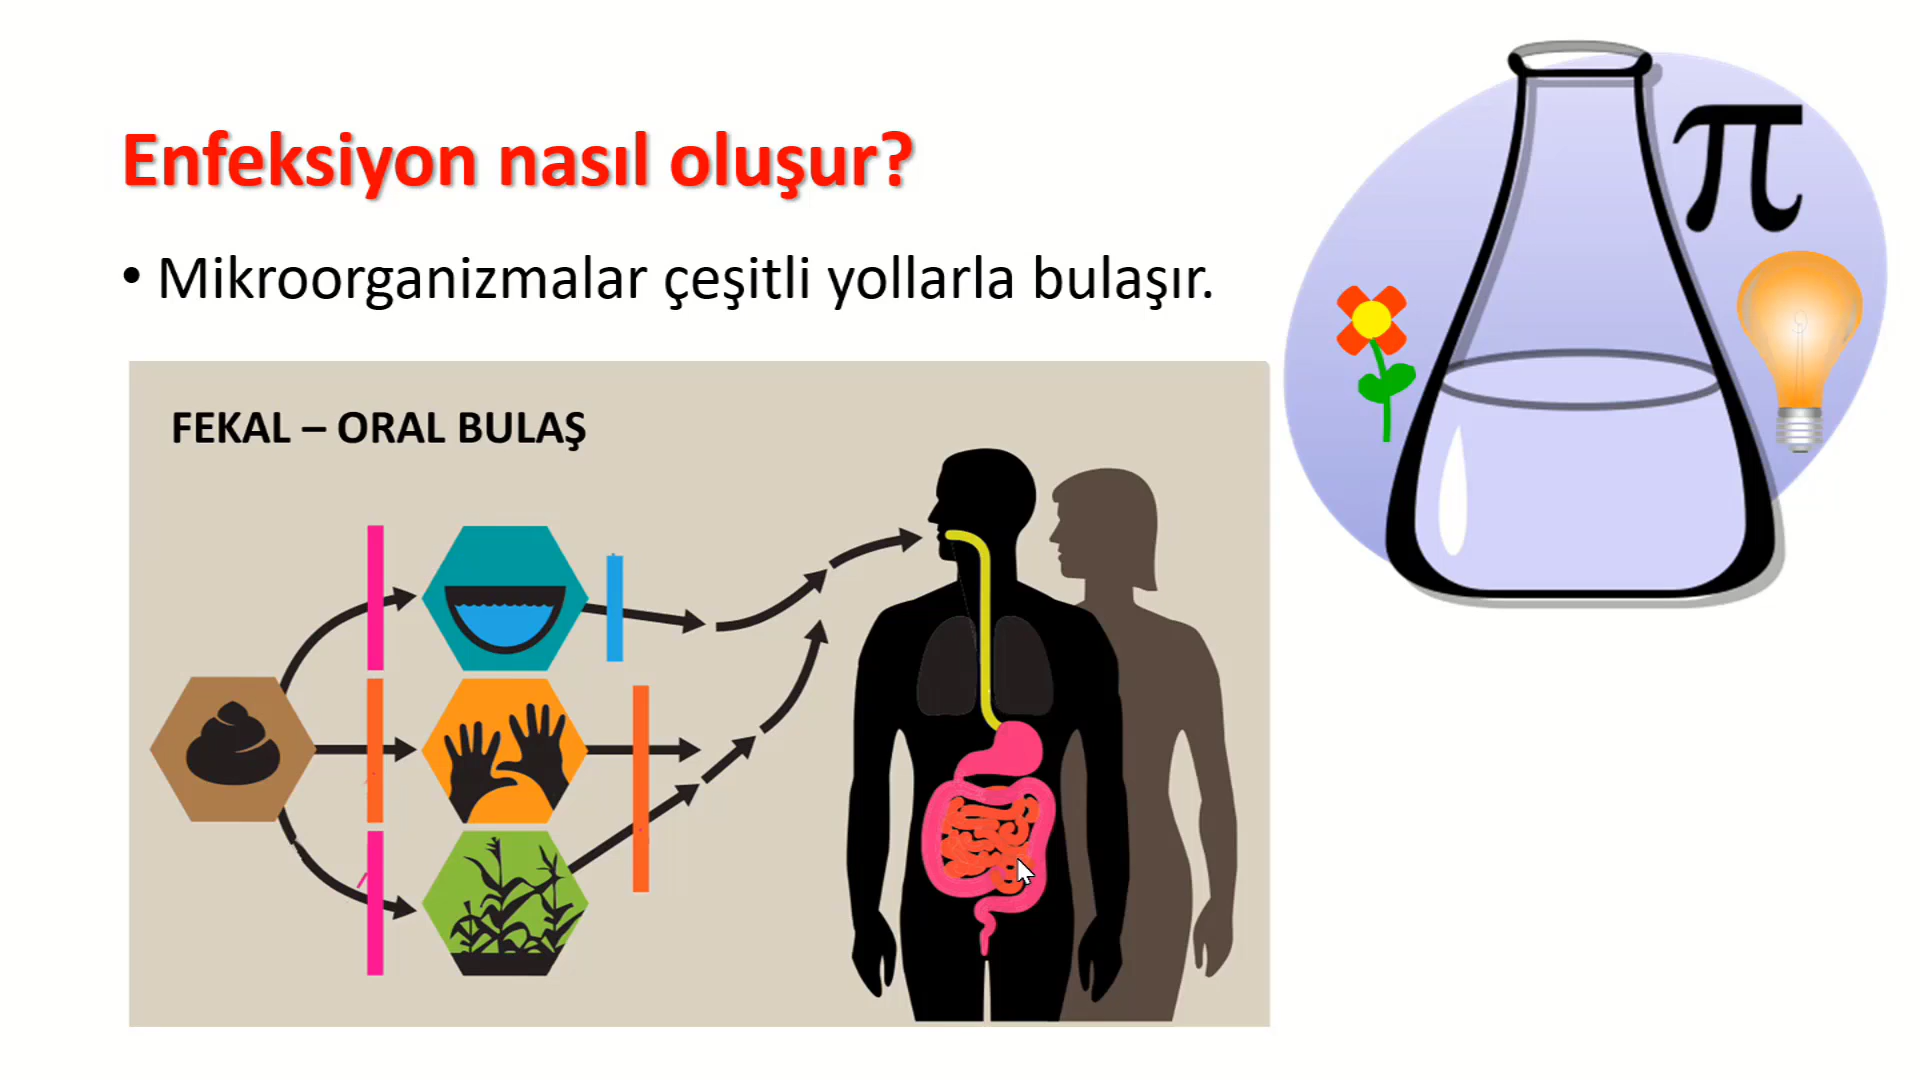 Enfeksiyon nasıl oluşur?
• Mikroorganizmalar çeşitli yollarla bulaşır.
FEKAL – ORAL BULAŞ
π